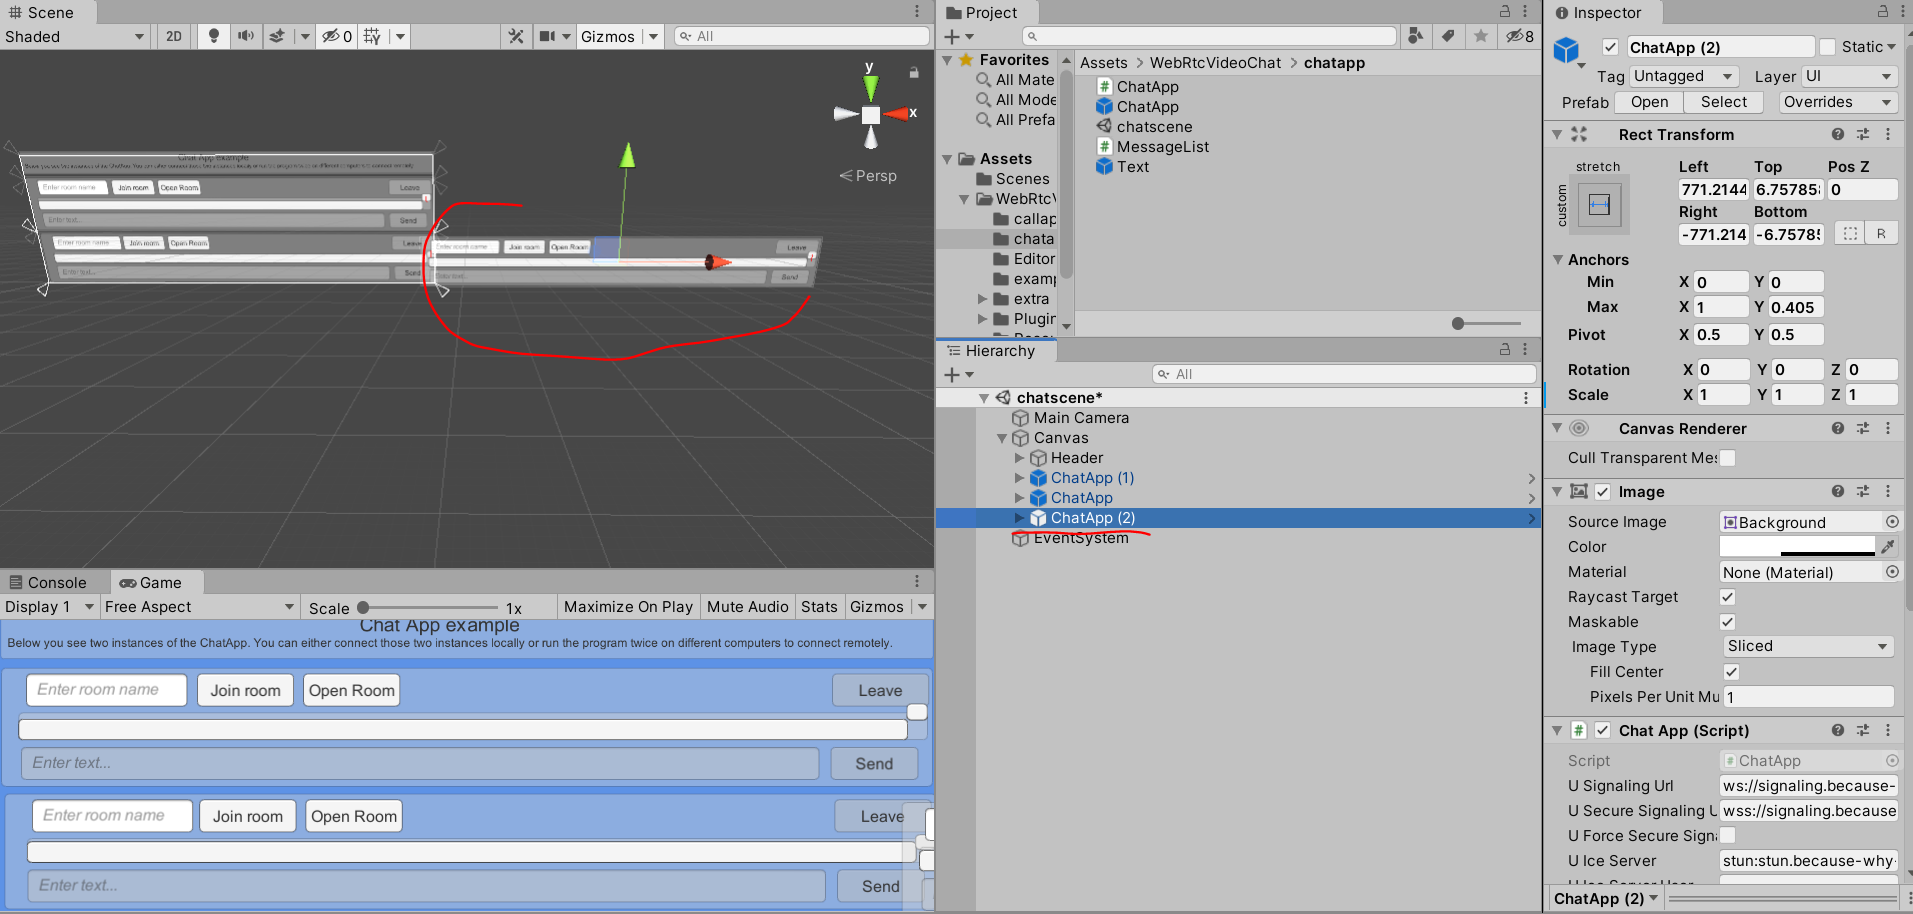 Scene
Shaded
2D
0
Gizmos
All
y
x
Persp
Chat App example
Enter room name
Join room
Open Room
Leave
Enter text...
Send
Enter room name
Join room
Open Room
Leave
Enter text...
Send
Enter room name
Join room
Open Room
Leave
Enter text...
Send
Console
Game
Display 1
Free Aspect
Scale
1x
Maximize On Play
Mute Audio
Stats
Gizmos
Chat App example
Below you see two instances of the ChatApp. You can either connect those two instances locally or run the program twice on different computers to connect remotely.
Enter room name
Join room
Open Room
Leave
Enter text...
Send
Enter room name
Join room
Open Room
Leave
Enter text...
Send
Project
8
Favorites
All Mate
All Mode
All Prefa
Assets
Scenes
WebRtcV
callap
chata
Editor
examp
extra
Plugin
Assets > WebRtcVideoChat > chatapp
ChatApp
ChatApp
chatscene
MessageList
Text
Hierarchy
All
chatscene*
Main Camera
Canvas
Header
ChatApp (1)
ChatApp
ChatApp (2)
EventSystem
Inspector
ChatApp (2)
Static
Tag Untagged
Layer UI
Prefab Open Select Overrides
Rect Transform
stretch
custom
Left Top Pos Z
771.2144 6.75785 0
Right Bottom
-771.214 -6.7578
R
Anchors
Min X 0 Y 0
Max X 1 Y 0.405
Pivot X 0.5 Y 0.5
Rotation X 0 Y 0 Z 0
Scale X 1 Y 1 Z 1
Canvas Renderer
Cull Transparent Mes
Image
Source Image Background
Color
Material None (Material)
Raycast Target
Maskable
Image Type Sliced
Fill Center
Pixels Per Unit Mu 1
# Chat App (Script)
Script # ChatApp
U Signaling Url ws://signaling.because-
U Secure Signaling U wss://signaling.because
U Force Secure Signa
U Ice Server stun:stun.because-why-
ChatApp (2)